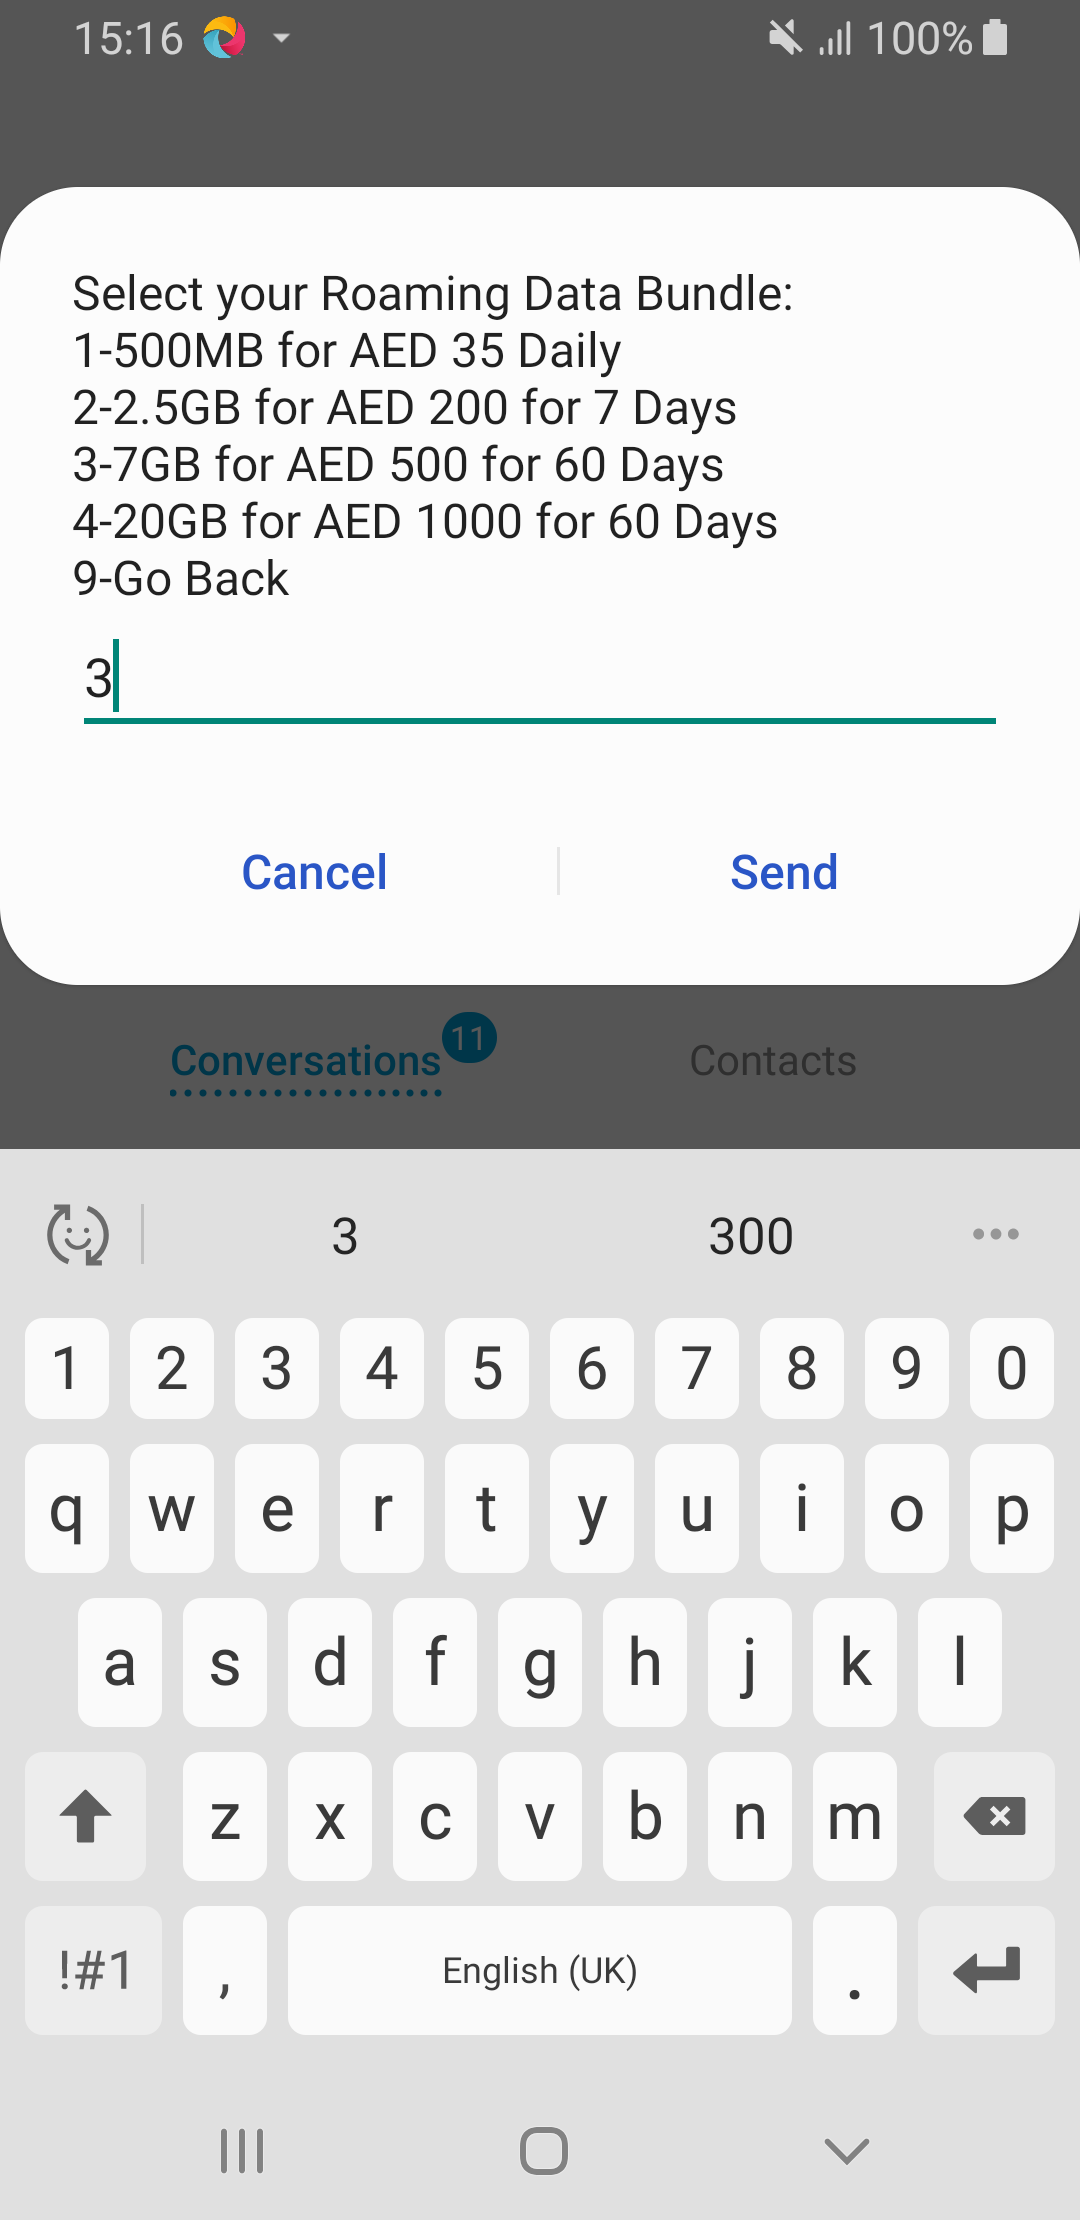 15:16
100%
Select your Roaming Data Bundle:
1-500MB for AED 35 Daily
2-2.5GB for AED 200 for 7 Days
3-7GB for AED 500 for 60 Days
4-20GB for AED 1000 for 60 Days
9-Go Back
3
Cancel Send
Conversations 11 Contacts
3 300
1 2 3 4 5 6 7 8 9 0
q w e r t y u i o p
a s d f g h j k l
z x c v b n m
!#1 , English (UK) .